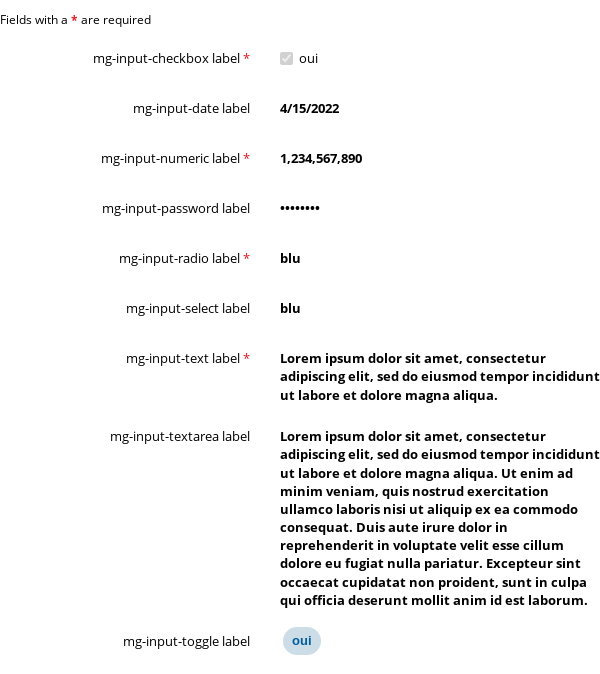 Fields with a * are required
mg-input-checkbox label * oui
mg-input-date label 4/15/2022
mg-input-numeric label * 1,234,567,890
mg-input-password label ••••••••
mg-input-radio label * blu
mg-input-select label blu
mg-input-text label * Lorem ipsum dolor sit amet, consectetur
adipiscing elit, sed do eiusmod tempor incididunt
ut labore et dolore magna aliqua.
mg-input-textarea label Lorem ipsum dolor sit amet, consectetur
adipiscing elit, sed do eiusmod tempor incididunt
ut labore et dolore magna aliqua. Ut enim ad
minim veniam, quis nostrud exercitation
ullamco laboris nisi ut aliquip ex ea commodo
consequat. Duis aute irure dolor in
reprehenderit in voluptate velit esse cillum
dolore eu fugiat nulla pariatur. Excepteur sint
occaecat cupidatat non proident, sunt in culpa
qui officia deserunt mollit anim id est laborum.
mg-input-toggle label oui